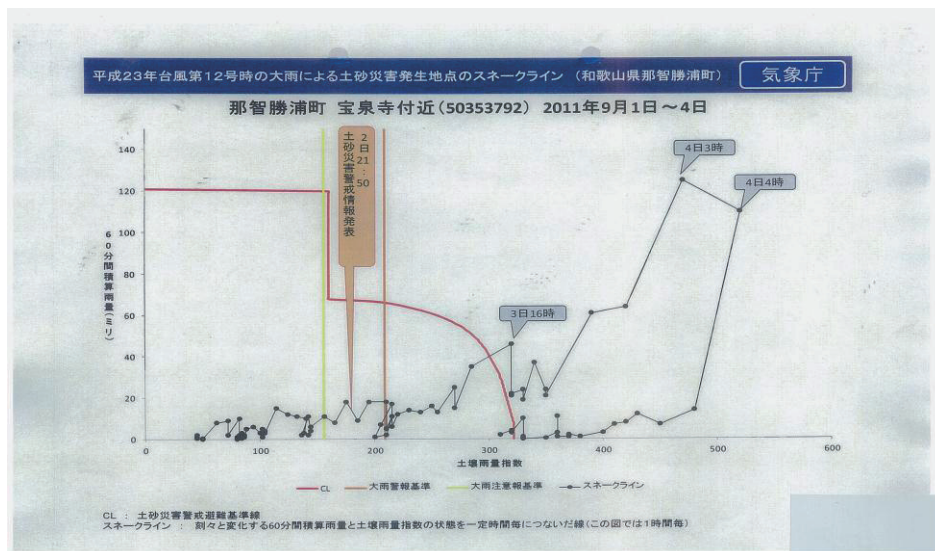 平成23年台風第12号時の大雨による土砂災害発生地点のスネークライン (和歌山県那智勝浦町)
気象庁
那智勝浦町 宝泉寺付近(50353792) 2011年9月1日～4日
2日21:50
土砂災害警戒情報発表
4日3時
4日4時
3日16時
60分間積算雨量(ミリ)
140
120
100
80
60
40
20
0
0 100 200 300 400 500 600
土壌雨量指数
CL 大雨警報基準 大雨注意報基準 スネークライン
CL : 土砂災害警戒避難基準線
スネークライン : 刻々と変化する60分間積算雨量と土壌雨量指数の状態を一定時間毎につないだ線(この図では1時間毎)